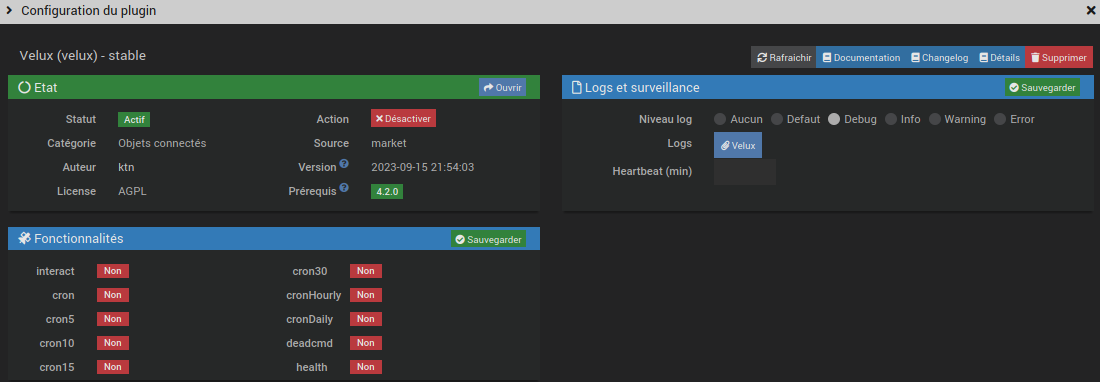 Configuration du plugin
Velux (velux) - stable
Rafraichir Documentation Changelog Détails Supprimer
Etat Ouvrir
Statut Actif Action Désactiver
Catégorie Objets connectés Source market
Auteur ktn Version 2023-09-15 21:54:03
License AGPL Prérequis 4.2.0
Logs et surveillance Sauvegarder
Niveau log Aucun Defaut Debug Info Warning Error
Logs Velux
Heartbeat (min)
Fonctionnalités Sauvegarder
interact Non cron30 Non
cron Non cronHourly Non
cron5 Non cronDaily Non
cron10 Non deadcmd Non
cron15 Non health Non